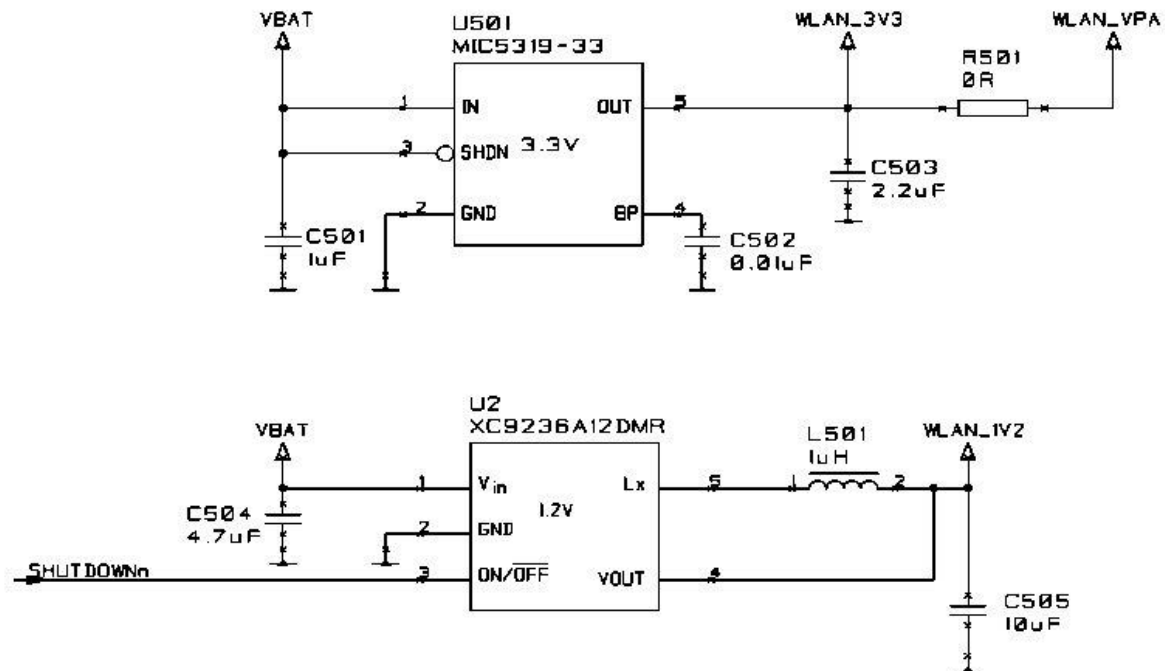 VBAT
U501
MIC5319-33
WLAN_3V3
WLAN_VPA
R501
0R
1
IN
OUT
5
3
SHDN
3.3V
C503
2.2uF
2
GND
BP
4
C501
1uF
C502
0.01uF
U2
XC9236A12DMR
VBAT
L501
1uH
WLAN_1V2
1
Vin
Lx
5
1
2
1.2V
C504
4.7uF
2
GND
SHUTDOWNn
3
ON/OFF
VOUT
4
C505
10uF